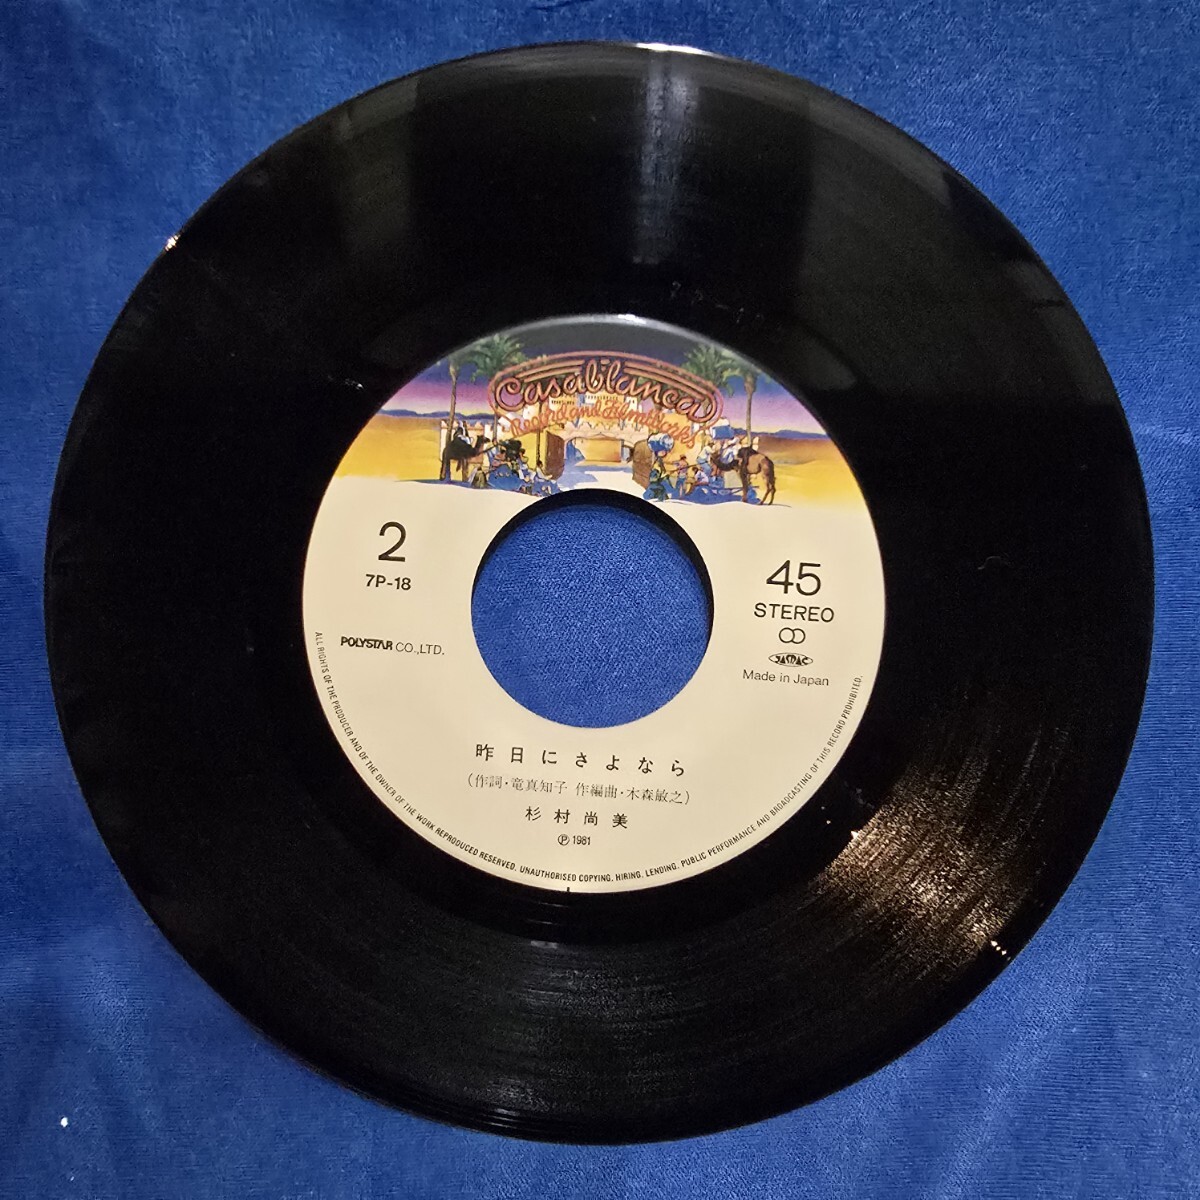 Casablanca
Record and FilmWorks
2
7P-18
45
STEREO
POLYSTAR CO.,LTD.
JASRAC
Made in Japan
昨日にさよなら
(作詞・竜真知子 作編曲・木森敏之)
杉村尚美
Ⓟ 1981
ALL RIGHTS OF THE PRODUCER AND OF THE OWNER OF THE WORK REPRODUCED RESERVED. UNAUTHORISED COPYING, HIRING, LENDING, PUBLIC PERFORMANCE AND BROADCASTING OF THIS RECORD PROHIBITED.